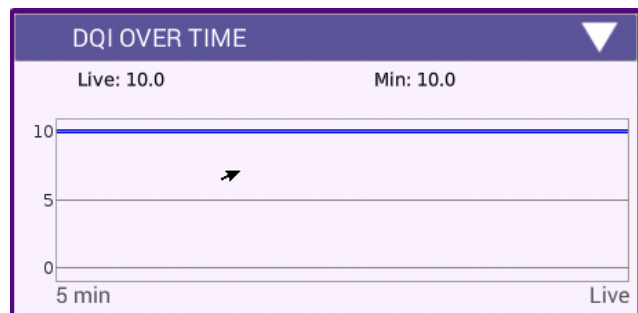 DQI OVER TIME
Live: 10.0 Min: 10.0
10
5
0
5 min Live